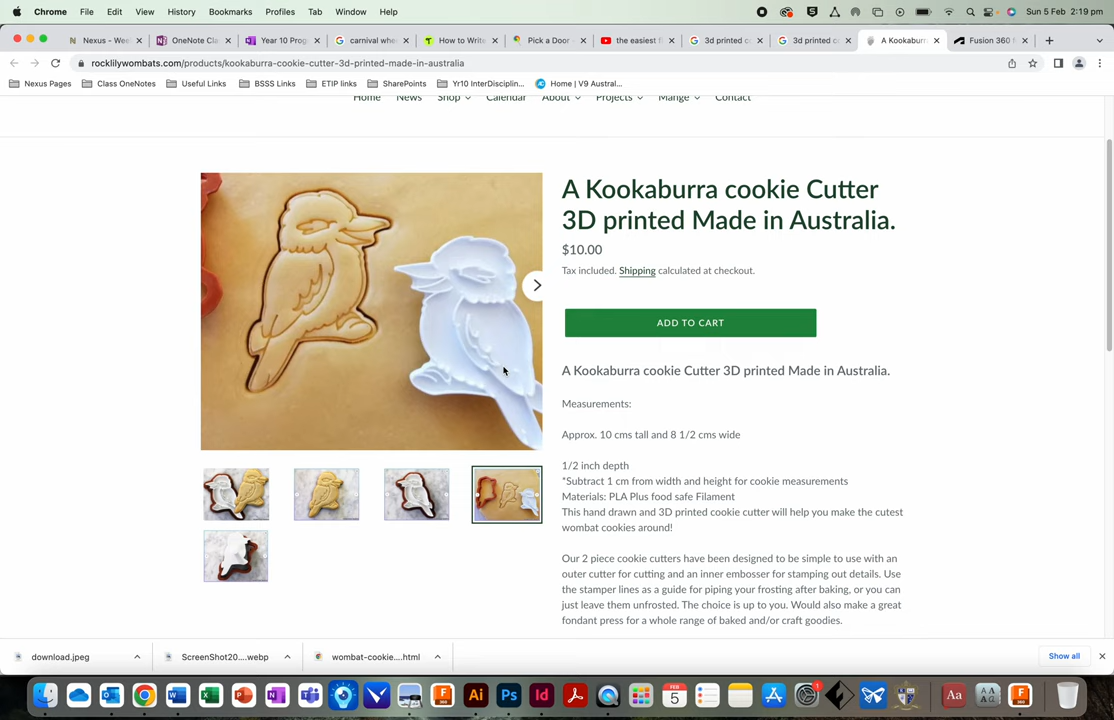 Chrome File Edit View History Bookmarks Profiles Tab Window Help Sun 5 Feb 2:19 pm
Nexus - Wee OneNote Cla Year 10 Prog carnival whe How to Write Pick a Door the easiest f 3d printed c 3d printed c A Kookaburr Fusion 360 f
rocklilywombats.com/products/kookaburra-cookie-cutter-3d-printed-made-in-australia
Nexus Pages Class OneNotes Useful Links BSSS Links ETIP links SharePoints Yr10 InterDisciplin... Home | V9 Austral...
Home News Shop Calendar About Projects Mange Contact
A Kookaburra cookie Cutter
3D printed Made in Australia.
$10.00
Tax included. Shipping calculated at checkout.
ADD TO CART
A Kookaburra cookie Cutter 3D printed Made in Australia.
Measurements:
Approx. 10 cms tall and 8 1/2 cms wide
1/2 inch depth
*Subtract 1 cm from width and height for cookie measurements
Materials: PLA Plus food safe Filament
This hand drawn and 3D printed cookie cutter will help you make the cutest
wombat cookies around!
Our 2 piece cookie cutters have been designed to be simple to use with an
outer cutter for cutting and an inner embosser for stamping out details. Use
the stamper lines as a guide for piping your frosting after baking, or you can
just leave them unfrosted. The choice is up to you. Would also make a great
fondant press for a whole range of baked and/or craft goodies.
download.jpeg ScreenShot20....webp wombat-cookie....html Show all